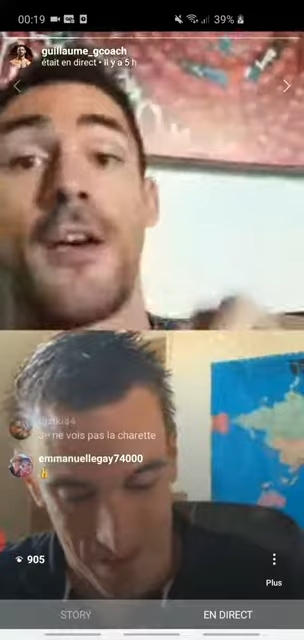 00:19
39%
guillaume_gcoach
était en direct • il y a 5 h
Je ne vois pas la charette
emmanuellegay74000
905
Plus
STORY
EN DIRECT